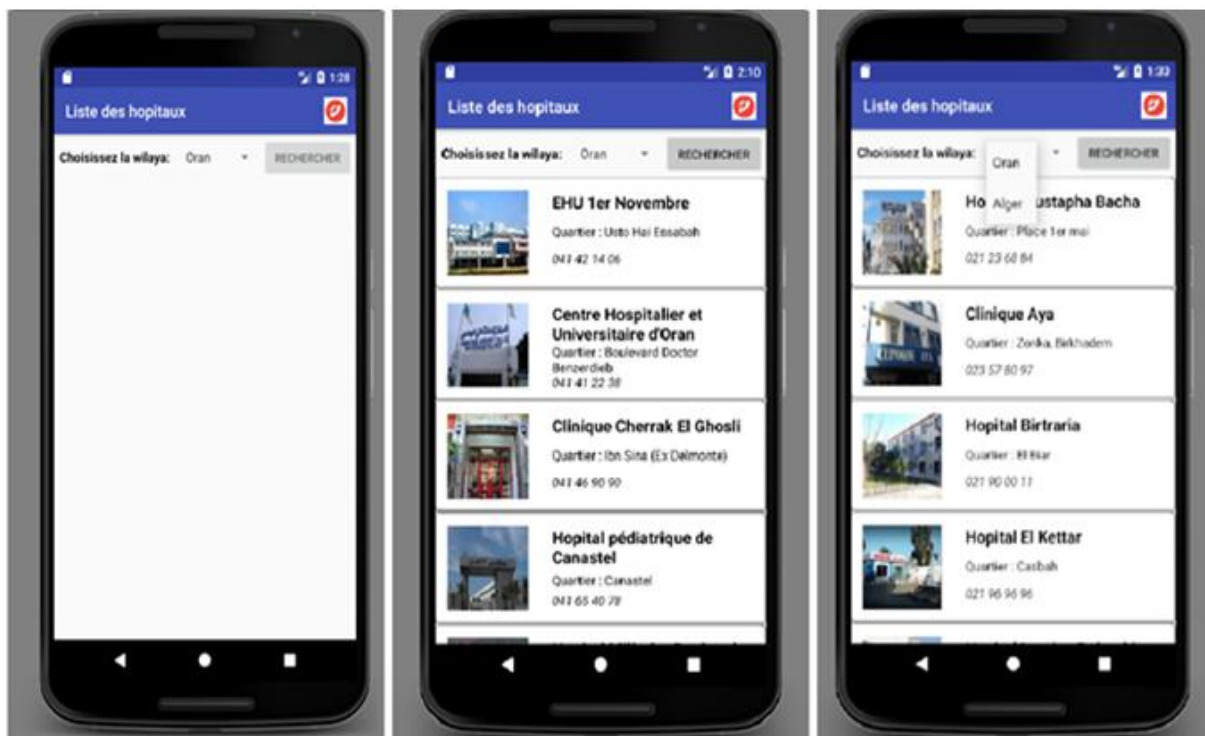 1:28
Liste des hopitaux
Choisissez la wilaya: Oran
RECHERCHER
2:10
Liste des hopitaux
Choisissez la wilaya: Oran
RECHERCHER
EHU 1er Novembre
Quartier : Usto Hai Essabah
041 42 14 06
Centre Hospitalier et
Universitaire d'Oran
Quartier : Boulevard Doctor
Benzerdieb
041 41 22 38
Clinique Cherrak El Ghosli
Quartier : Ibn Sina (Ex Delmonte)
041 46 90 90
Hopital pédiatrique de
Canastel
Quartier : Canastel
041 65 40 78
Liste des hopitaux
Choisissez la wilaya:
Oran
Alger
RECHERCHER
Ho ustapha Bacha
Quartier : Place 1er mai
021 23 68 84
Clinique Aya
Quartier : Zonka, Birkhadem
023 57 80 97
Hopital Birtraria
Quartier : El Biar
021 90 00 11
Hopital El Kettar
Quartier : Casbah
021 96 96 96